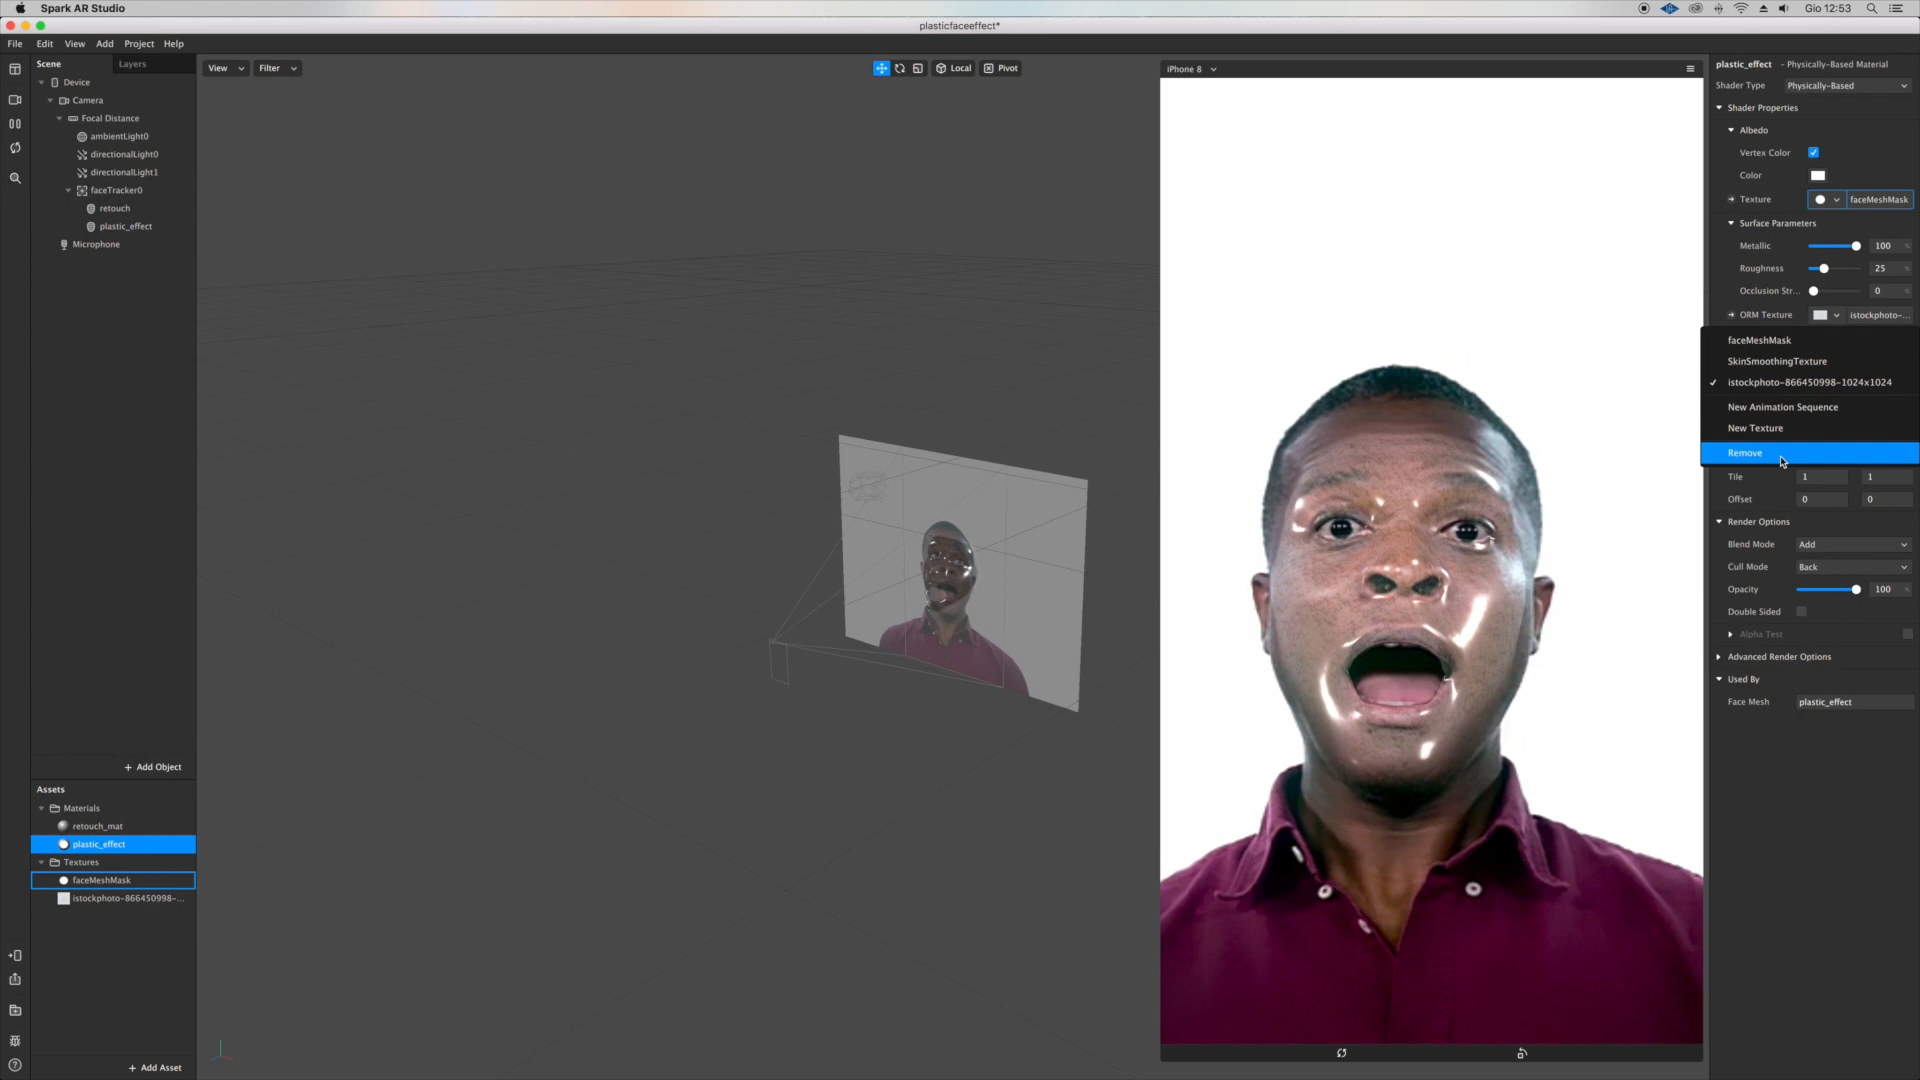 Spark AR Studio
Gio 12:53
plasticfaceeffect*
File Edit View Add Project Help
Scene Layers
Device
Camera
Focal Distance
ambientLight0
directionalLight0
directionalLight1
faceTracker0
retouch
plastic_effect
Microphone
+ Add Object
Assets
Materials
retouch_mat
plastic_effect
Textures
faceMeshMask
istockphoto-866450998-...
+ Add Asset
View Filter
Local Pivot
iPhone 8
plastic_effect - Physically-Based Material
Shader Type Physically-Based
Shader Properties
Albedo
Vertex Color
Color
Texture faceMeshMask
Surface Parameters
Metallic 100 %
Roughness 25 %
Occlusion Str... 0 %
ORM Texture istockphoto-...
faceMeshMask
SkinSmoothingTexture
istockphoto-866450998-1024x1024
New Animation Sequence
New Texture
Remove
Tile 1 1
Offset 0 0
Render Options
Blend Mode Add
Cull Mode Back
Opacity 100 %
Double Sided
Alpha Test
Advanced Render Options
Used By
Face Mesh plastic_effect